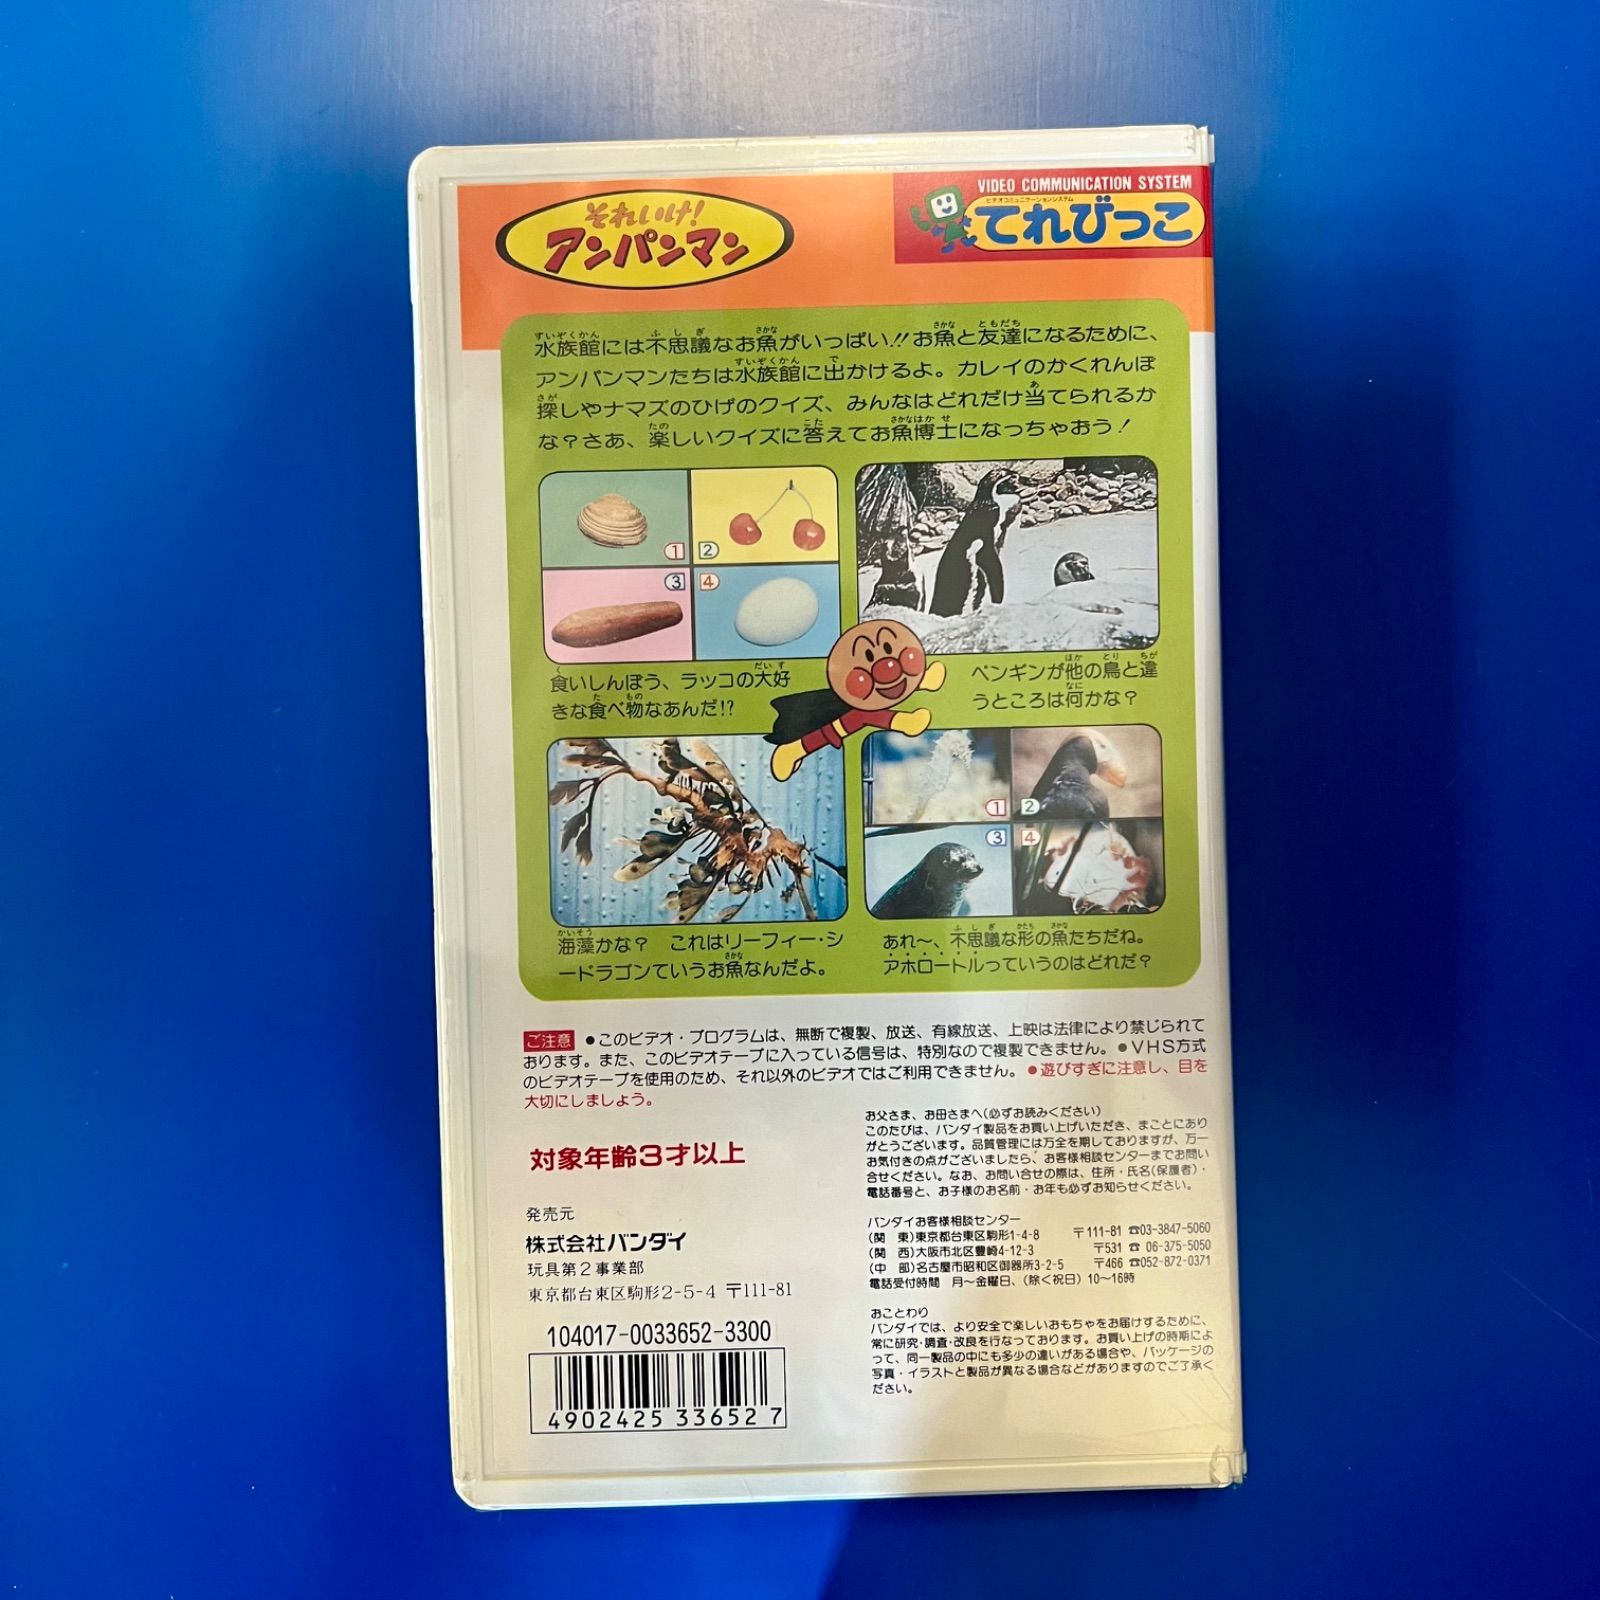 それいけ!
アンパンマン
VIDEO COMMUNICATION SYSTEM
ビデオコミュニケーションシステム
てれびっこ
水族館には不思議なお魚がいっぱい!!お魚と友達になるために、
アンパンマンたちは水族館に出かけるよ。カレイのかくれんぼ
探しやナマズのひげのクイズ、みんなはどれだけ当てられるか
な?さあ、楽しいクイズに答えてお魚博士になっちゃおう!
1 2
3 4
食いしんぼう、ラッコの大好
きな食べ物なあんだ!?
ペンギンが他の鳥と違
うところは何かな?
1 2
3 4
海藻かな? これはリーフィー・シ
ードラゴンていうお魚なんだよ。
あれ〜、不思議な形の魚たちだね。
アホロートルっていうのはどれだ?
ご注意 ●このビデオ・プログラムは、無断で複製、放送、有線放送、上映は法律により禁じられて
おります。また、このビデオテープに入っている信号は、特別なので複製できません。●VHS方式
のビデオテープを使用のため、それ以外のビデオではご利用できません。●遊びすぎに注意し、目を
大切にしましょう。
対象年齢3才以上
発売元
株式会社バンダイ
玩具第2事業部
東京都台東区駒形2-5-4 〒111-81
104017-0033652-3300
4902425336527
お父さま、お母さまへ(必ずお読みください)
このたびは、バンダイ製品をお買い上げいただき、まことにあり
がとうございます。品質管理には万全を期しておりますが、万一
お気付きの点がございましたら、お客様相談センターまでお問い
合せください。なお、お問い合せの際は、住所・氏名(保護者)・
電話番号と、お子様のお名前・お年も必ずお知らせください。
バンダイお客様相談センター
(関 東)東京都台東区駒形1-4-8 〒111-81 ☎03-3847-5060
(関 西)大阪市北区豊崎4-12-3 〒531 ☎06-375-5050
(中 部)名古屋市昭和区御器所3-2-5 〒466 ☎052-872-0371
電話受付時間 月〜金曜日、(除く祝日) 10〜16時
おことわり
バンダイでは、より安全で楽しいおもちゃをお届けするために、
常に研究・調査・改良を行なっております。お買い上げの時期によ
って、同一製品の中にも多少の違いがある場合や、パッケージの
写真・イラストと製品が異なる場合などがありますのでご了承く
ださい。